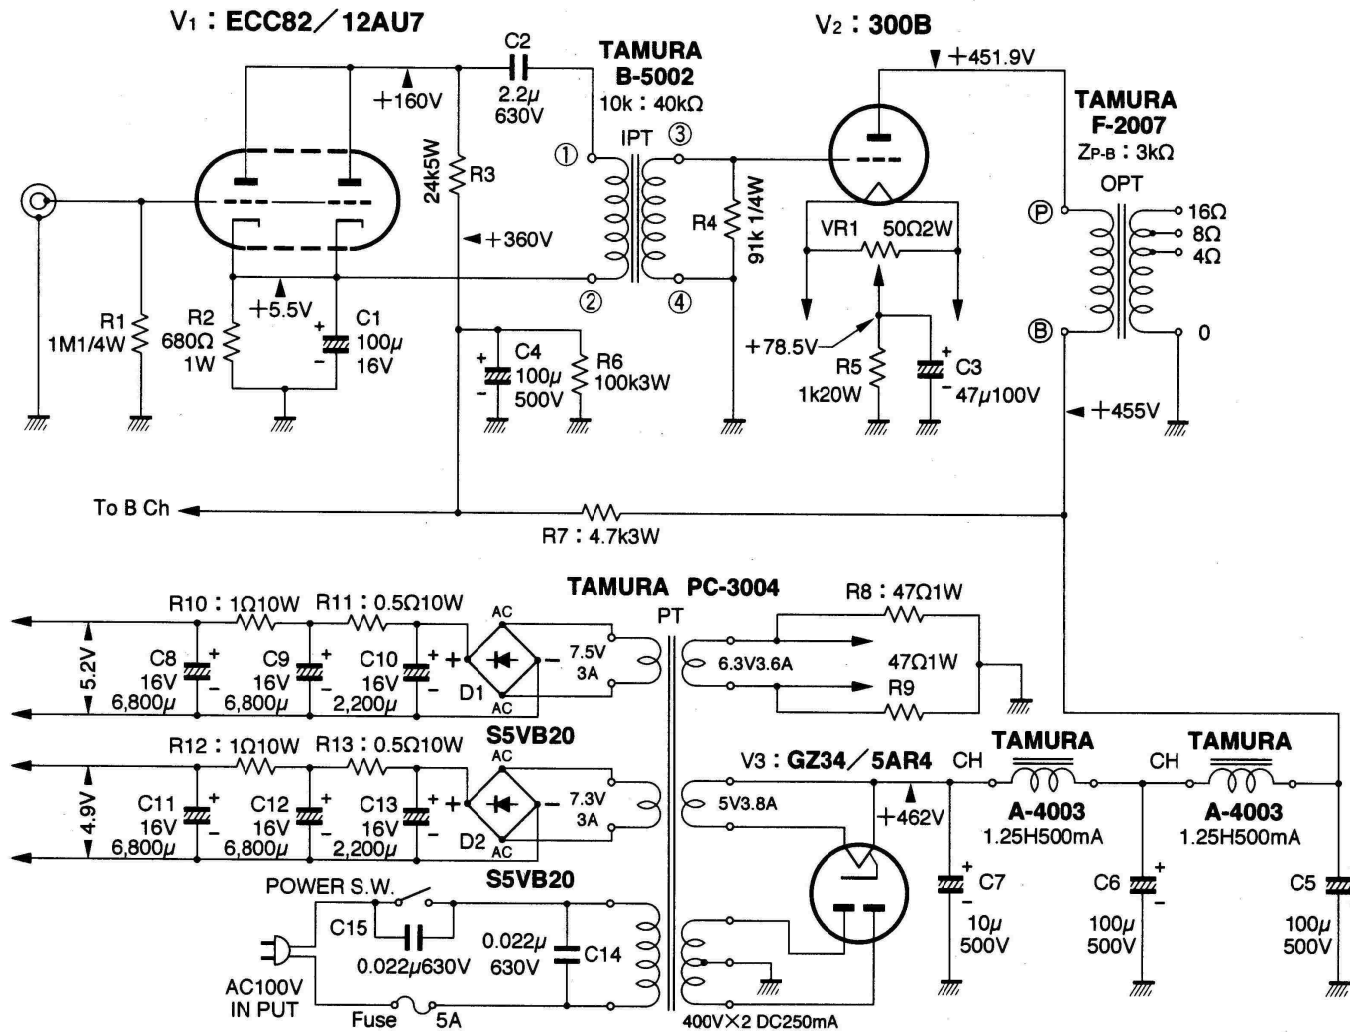 V1 : ECC82/12AU7
V2 : 300B
C2
2.2µ
630V
TAMURA
B-5002
10k : 40kΩ
IPT
①
②
③
④
+160V
24k5W
R3
+360V
+5.5V
R1
1M1/4W
R2
680Ω
1W
+
C1
100µ
16V
−
+
C4
100µ
500V
−
R6
100k3W
R4
91k 1/4W
VR1
50Ω2W
+78.5V
R5
1k20W
+
C3
−
47µ100V
+451.9V
TAMURA
F-2007
ZP-B : 3kΩ
OPT
P
B
16Ω
8Ω
4Ω
0
+455V
To B Ch
R7 : 4.7k3W
TAMURA PC-3004
PT
R10 : 1Ω10W
R11 : 0.5Ω10W
AC
5.2V
C8
16V
6,800µ
+
−
C9
16V
6,800µ
+
−
C10
16V
2,200µ
+
−
+
−
D1
AC
S5VB20
7.5V
3A
6.3V3.6A
R8 : 47Ω1W
47Ω1W
R9
R12 : 1Ω10W
R13 : 0.5Ω10W
AC
4.9V
C11
16V
6,800µ
+
−
C12
16V
6,800µ
+
−
C13
16V
2,200µ
+
−
+
−
D2
AC
S5VB20
7.3V
3A
5V3.8A
V3 : GZ34/5AR4
+462V
CH
TAMURA
A-4003
1.25H500mA
CH
TAMURA
A-4003
1.25H500mA
+
C7
−
10µ
500V
C6
+
−
100µ
500V
C5
100µ
500V
POWER S.W.
C15
0.022µ630V
0.022µ
630V
C14
AC100V
IN PUT
Fuse
5A
400V×2 DC250mA